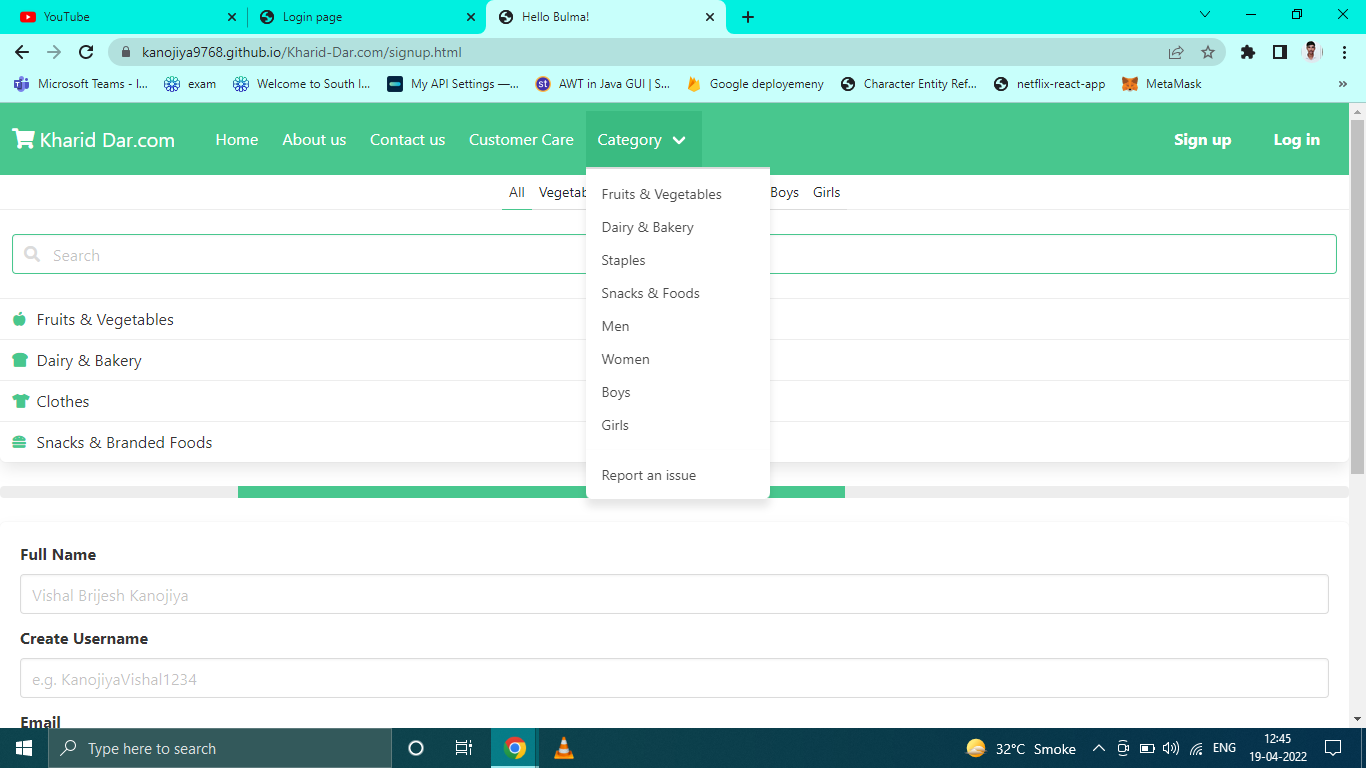 YouTube
Login page
Hello Bulma!
kanojiya9768.github.io/Kharid-Dar.com/signup.html
Microsoft Teams - I...
exam
Welcome to South I...
My API Settings —...
AWT in Java GUI | S...
Google deployemeny
Character Entity Ref...
netflix-react-app
MetaMask
»
Kharid Dar.com
Home
About us
Contact us
Customer Care
Category
Sign up
Log in
All
Boys
Girls
Fruits & Vegetables
Dairy & Bakery
Staples
Snacks & Foods
Men
Women
Boys
Girls
Report an issue
Search
Fruits & Vegetables
Dairy & Bakery
Clothes
Snacks & Branded Foods
Full Name
Vishal Brijesh Kanojiya
Create Username
e.g. KanojiyaVishal1234
Email
Type here to search
32°C Smoke
ENG
12:45
19-04-2022